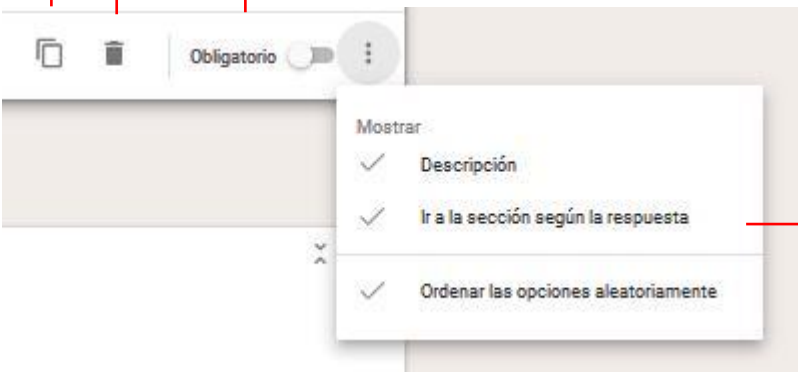 Obligatorio
Mostrar
Descripción
Ir a la sección según la respuesta
Ordenar las opciones aleatoriamente